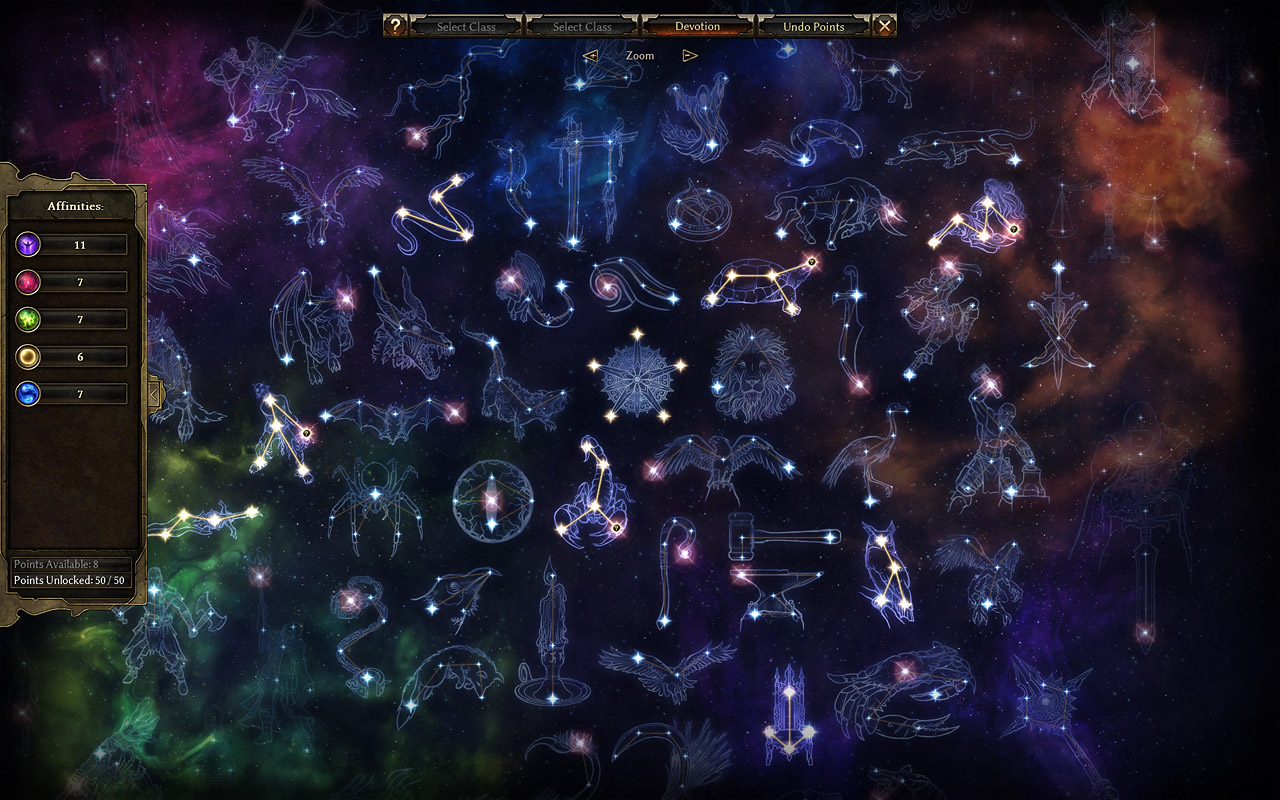 ?
Select Class
Select Class
Devotion
Undo Points
Zoom
Affinities:
11
7
7
6
7
Points Available: 8
Points Unlocked: 50 / 50